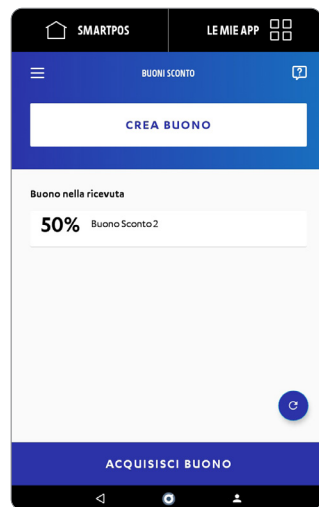 SMARTPOS
LE MIE APP
BUONI SCONTO
CREA BUONO
Buono nella ricevuta
50% Buono Sconto 2
ACQUISISCI BUONO